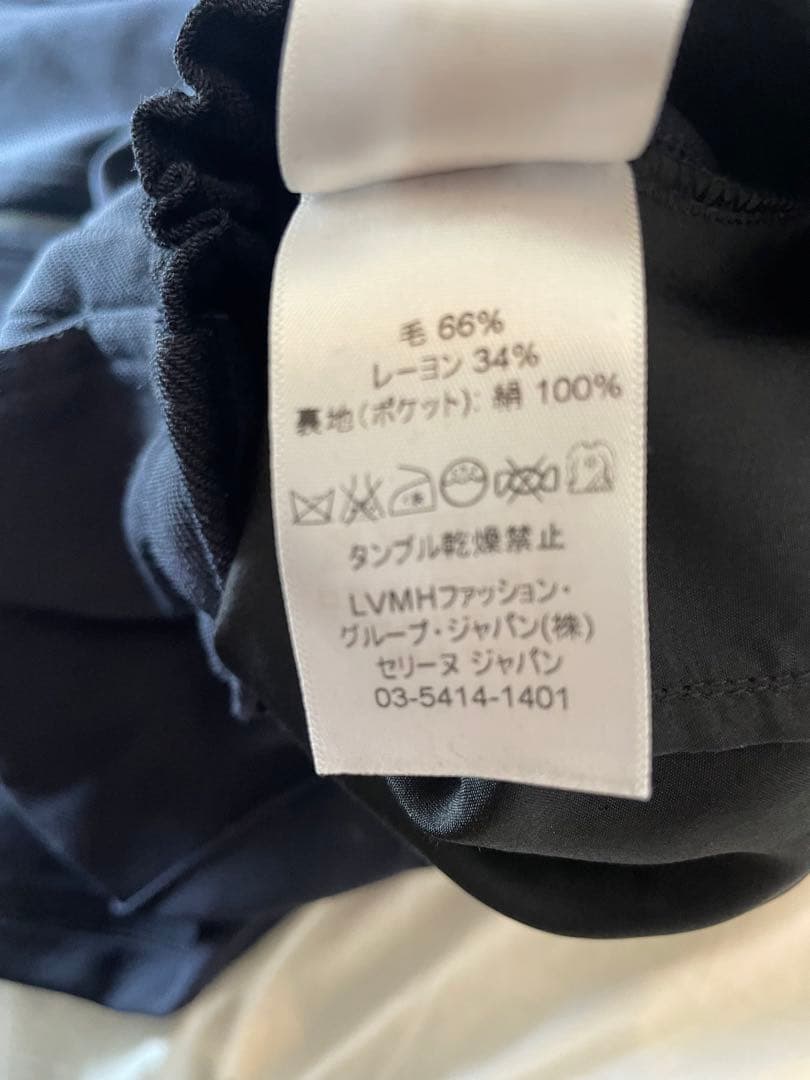 毛 66%
レーヨン 34%
裏地(ポケット): 絹 100%
タンブル乾燥禁止
LVMHファッション・
グループ・ジャパン(株)
セリーヌ ジャパン
03-5414-1401